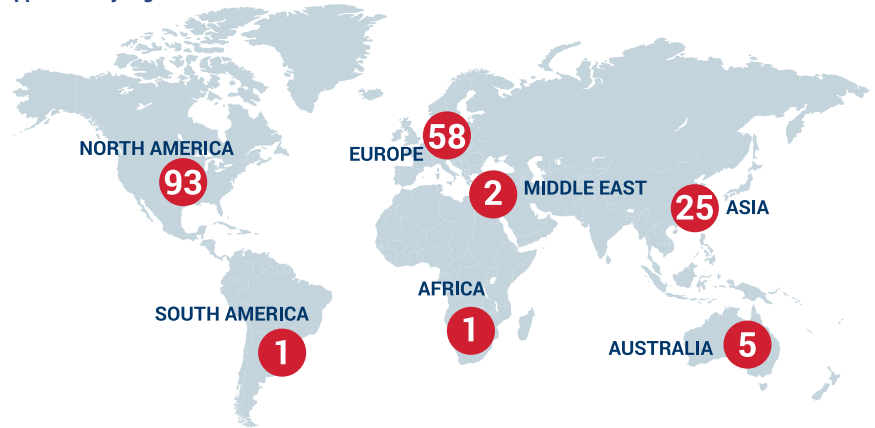 NORTH AMERICA
93
EUROPE
58
2
MIDDLE EAST
25
ASIA
SOUTH AMERICA
1
AFRICA
1
AUSTRALIA
5